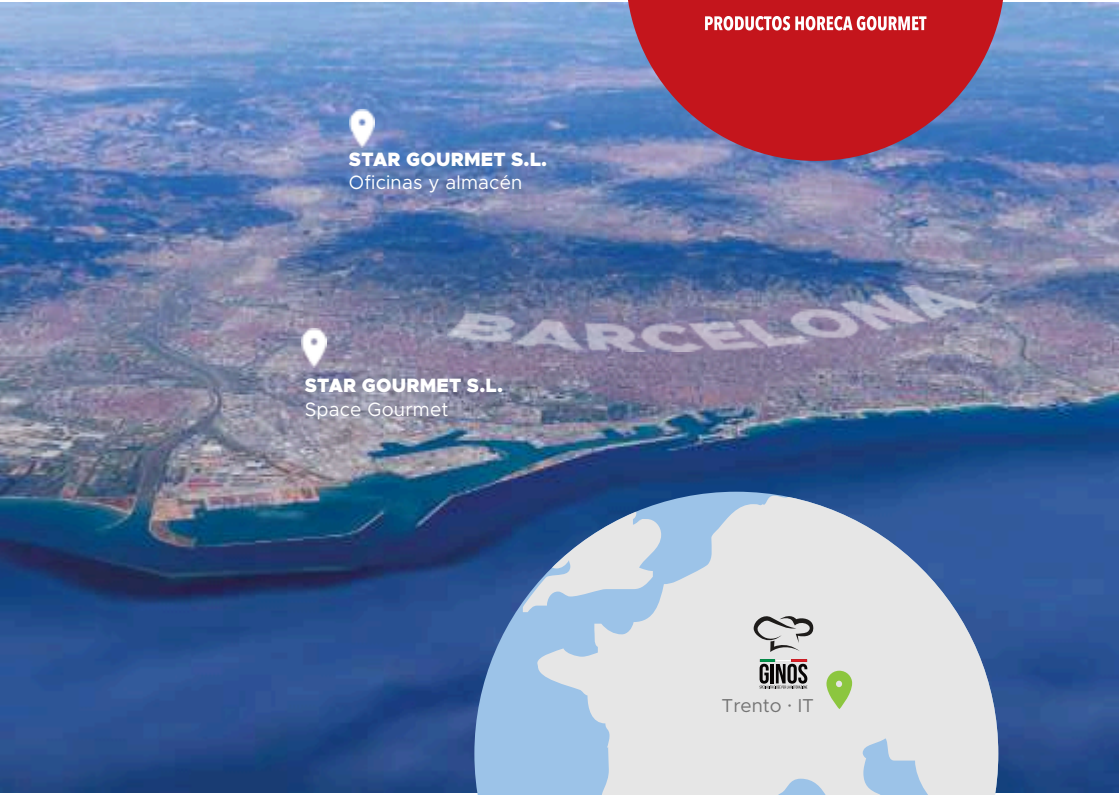 PRODUCTOS HORECA GOURMET
STAR GOURMET S.L.
Oficinas y almacén
BARCELONA
STAR GOURMET S.L.
Space Gourmet
GINOS
Trento · IT